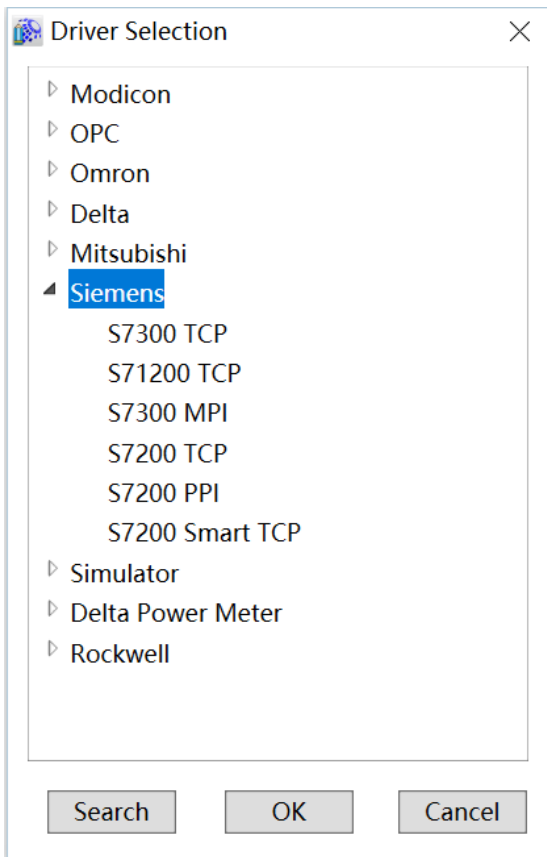 Driver Selection
Modicon
OPC
Omron
Delta
Mitsubishi
Siemens
S7300 TCP
S71200 TCP
S7300 MPI
S7200 TCP
S7200 PPI
S7200 Smart TCP
Simulator
Delta Power Meter
Rockwell
Search OK Cancel